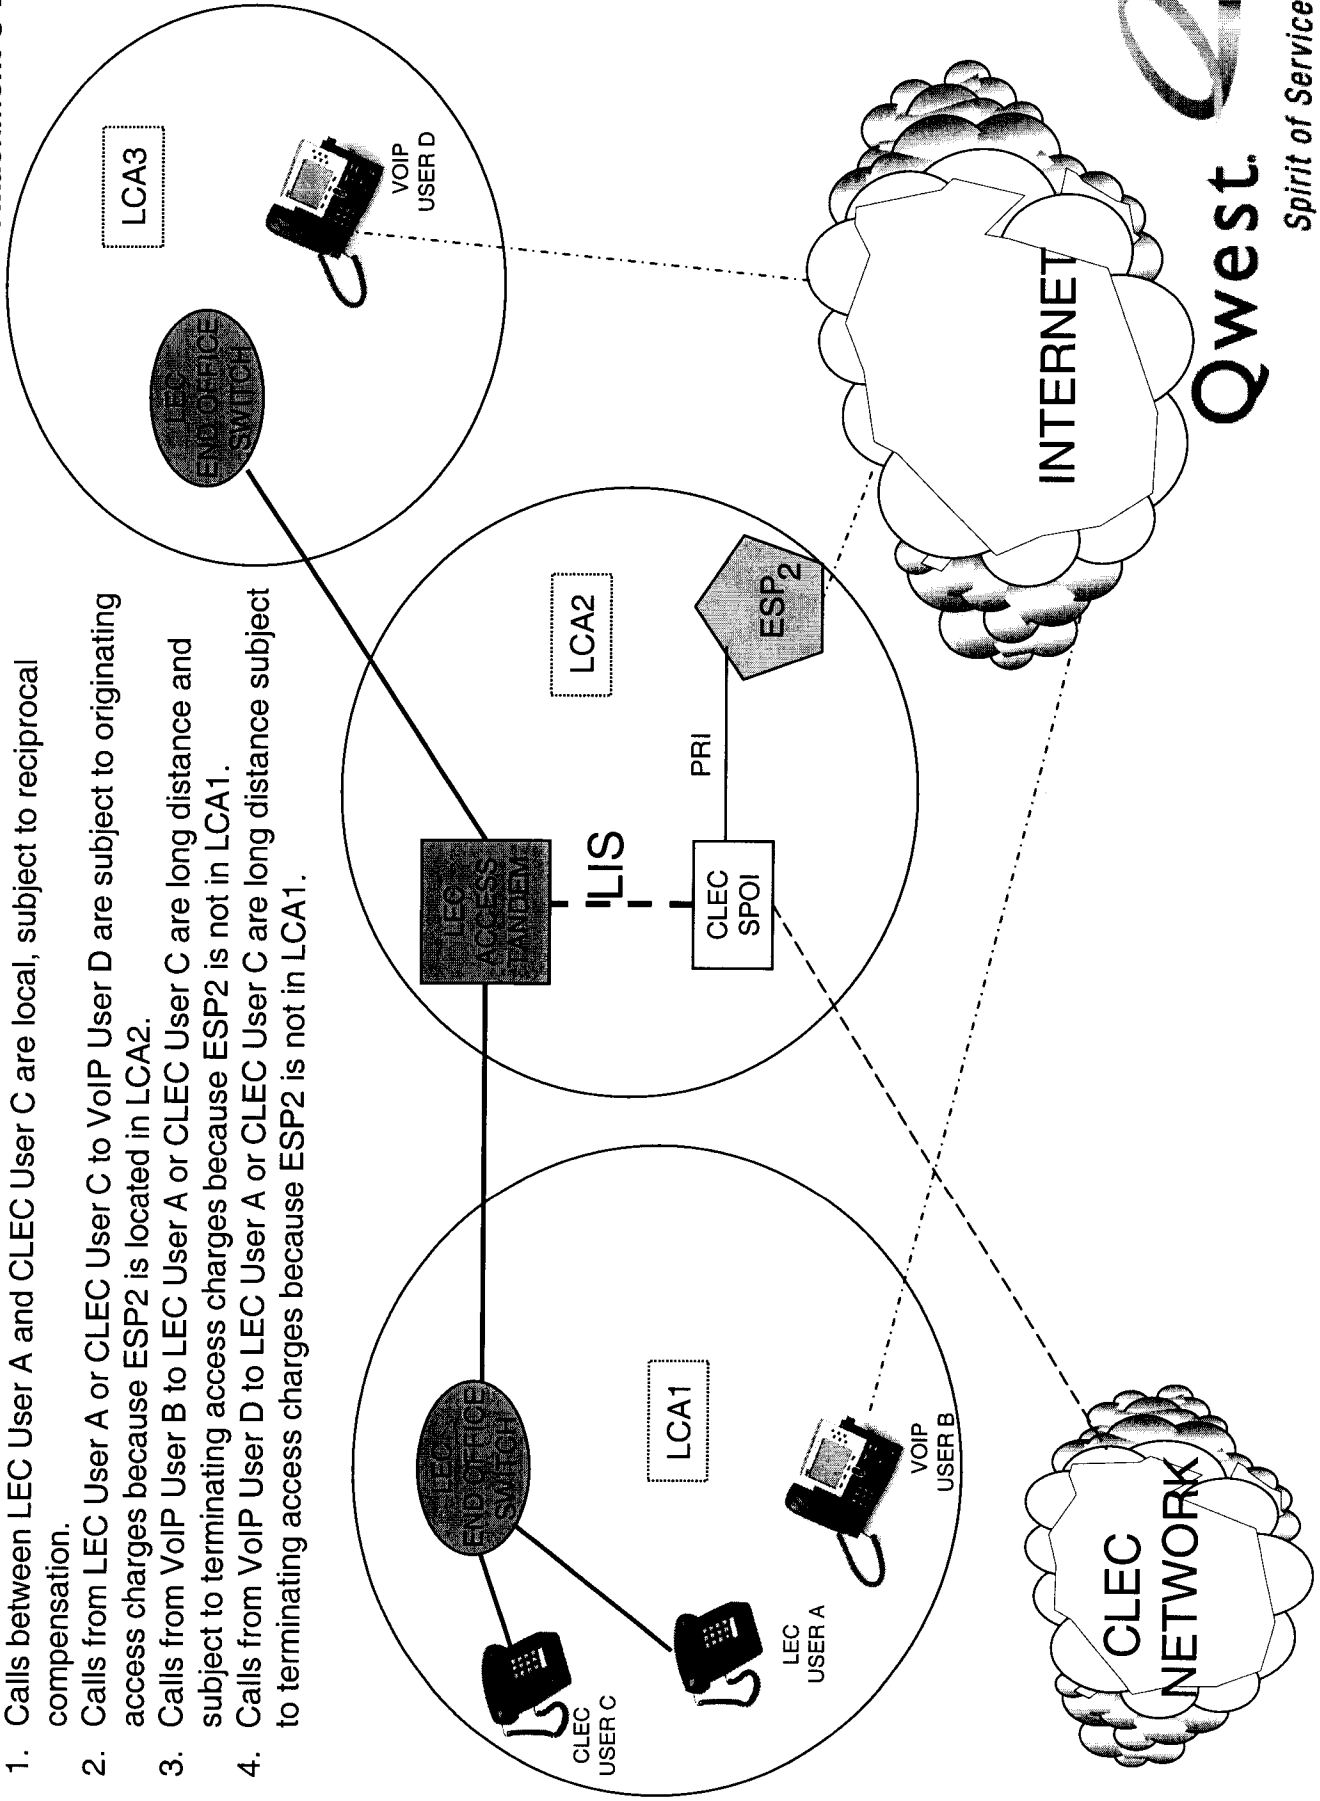 1. Calls between LEC User A and CLEC User C are local, subject to reciprocal
compensation.
2. Calls from LEC User A or CLEC User C to VoIP User D are subject to originating
access charges because ESP2 is located in LCA2.
3. Calls from VoIP User B to LEC User A or CLEC User C are long distance and
subject to terminating access charges because ESP2 is not in LCA1.
4. Calls from VoIP User D to LEC User A or CLEC User C are long distance subject
to terminating access charges because ESP2 is not in LCA1.
LCA3
LEC
END OFFICE
SWITCH
VOIP
USER D
LEC
ACCESS
TANDEM
LCA2
LIS
CLEC
SPOI
PRI
ESP
2
LEC
END OFFICE
SWITCH
CLEC
USER C
LEC
USER A
LCA1
VOIP
USER B
INTERNET
CLEC
NETWORK
Qwest.
Spirit of Service